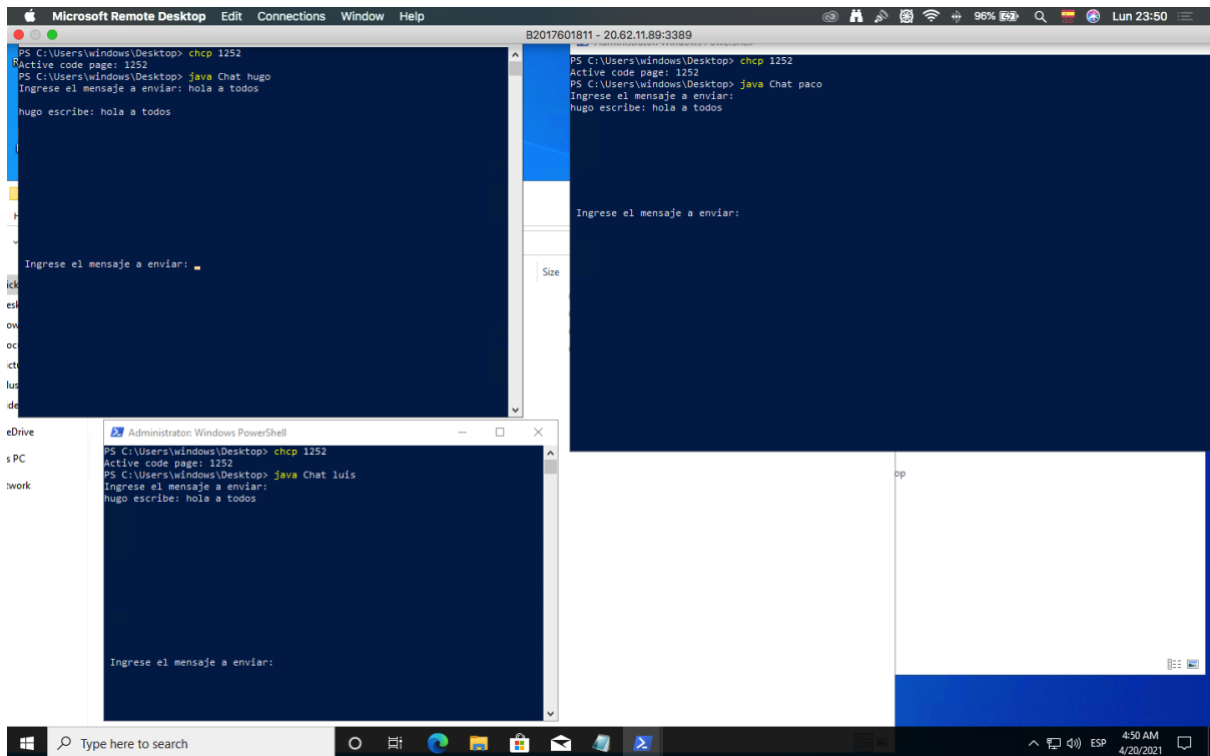 Microsoft Remote Desktop Edit Connections Window Help 96% Lun 23:50
B2017601811 - 20.62.11.89:3389
PS C:\Users\windows\Desktop> chcp 1252
Active code page: 1252
PS C:\Users\windows\Desktop> java Chat hugo
Ingrese el mensaje a enviar: hola a todos
hugo escribe: hola a todos
Ingrese el mensaje a enviar:
PS C:\Users\windows\Desktop> chcp 1252
Active code page: 1252
PS C:\Users\windows\Desktop> java Chat paco
Ingrese el mensaje a enviar:
hugo escribe: hola a todos
Ingrese el mensaje a enviar:
Size
eDrive
s PC
twork
Administrator: Windows PowerShell
PS C:\Users\windows\Desktop> chcp 1252
Active code page: 1252
PS C:\Users\windows\Desktop> java Chat luis
Ingrese el mensaje a enviar:
hugo escribe: hola a todos
Ingrese el mensaje a enviar:
op
Type here to search
ESP
4:50 AM
4/20/2021